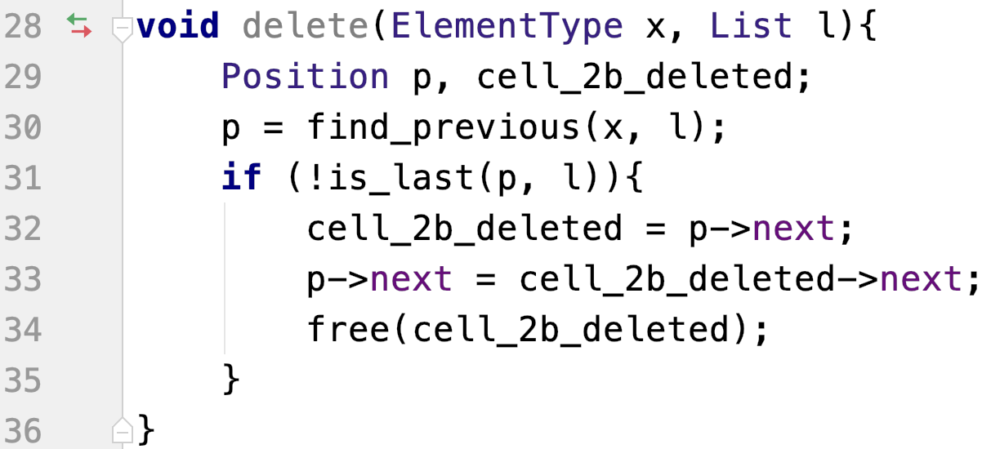 28 void delete(ElementType x, List l){
29     Position p, cell_2b_deleted;
30     p = find_previous(x, l);
31     if (!is_last(p, l)){
32         cell_2b_deleted = p->next;
33         p->next = cell_2b_deleted->next;
34         free(cell_2b_deleted);
35     }
36 }